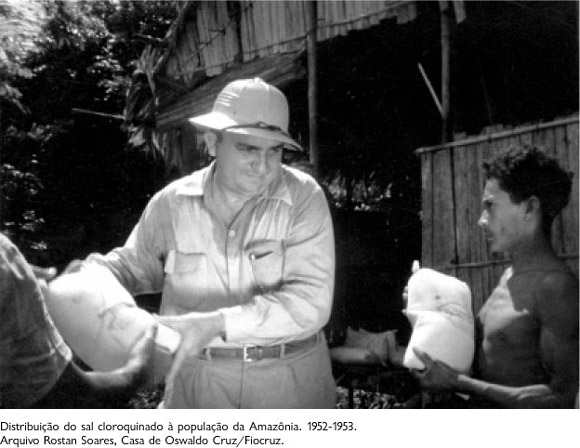 Distribuição do sal cloroquinado à população da Amazônia. 1952-1953.
Arquivo Rostan Soares, Casa de Oswaldo Cruz/Fiocruz.